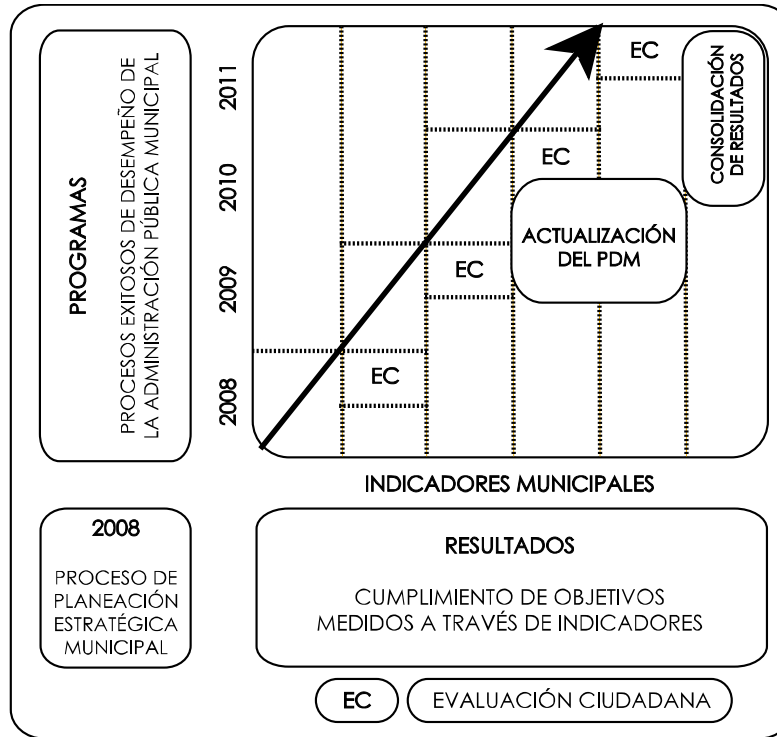 PROGRAMAS
PROCESOS EXITOSOS DE DESEMPEÑO DE
LA ADMINISTRACIÓN PÚBLICA MUNICIPAL
2011
2010
2009
2008
EC
CONSOLIDACIÓN
DE RESULTADOS
EC
ACTUALIZACIÓN
DEL PDM
EC
EC
INDICADORES MUNICIPALES
2008
PROCESO DE
PLANEACIÓN
ESTRATÉGICA
MUNICIPAL
RESULTADOS
CUMPLIMIENTO DE OBJETIVOS
MEDIDOS A TRAVÉS DE INDICADORES
EC
EVALUACIÓN CIUDADANA